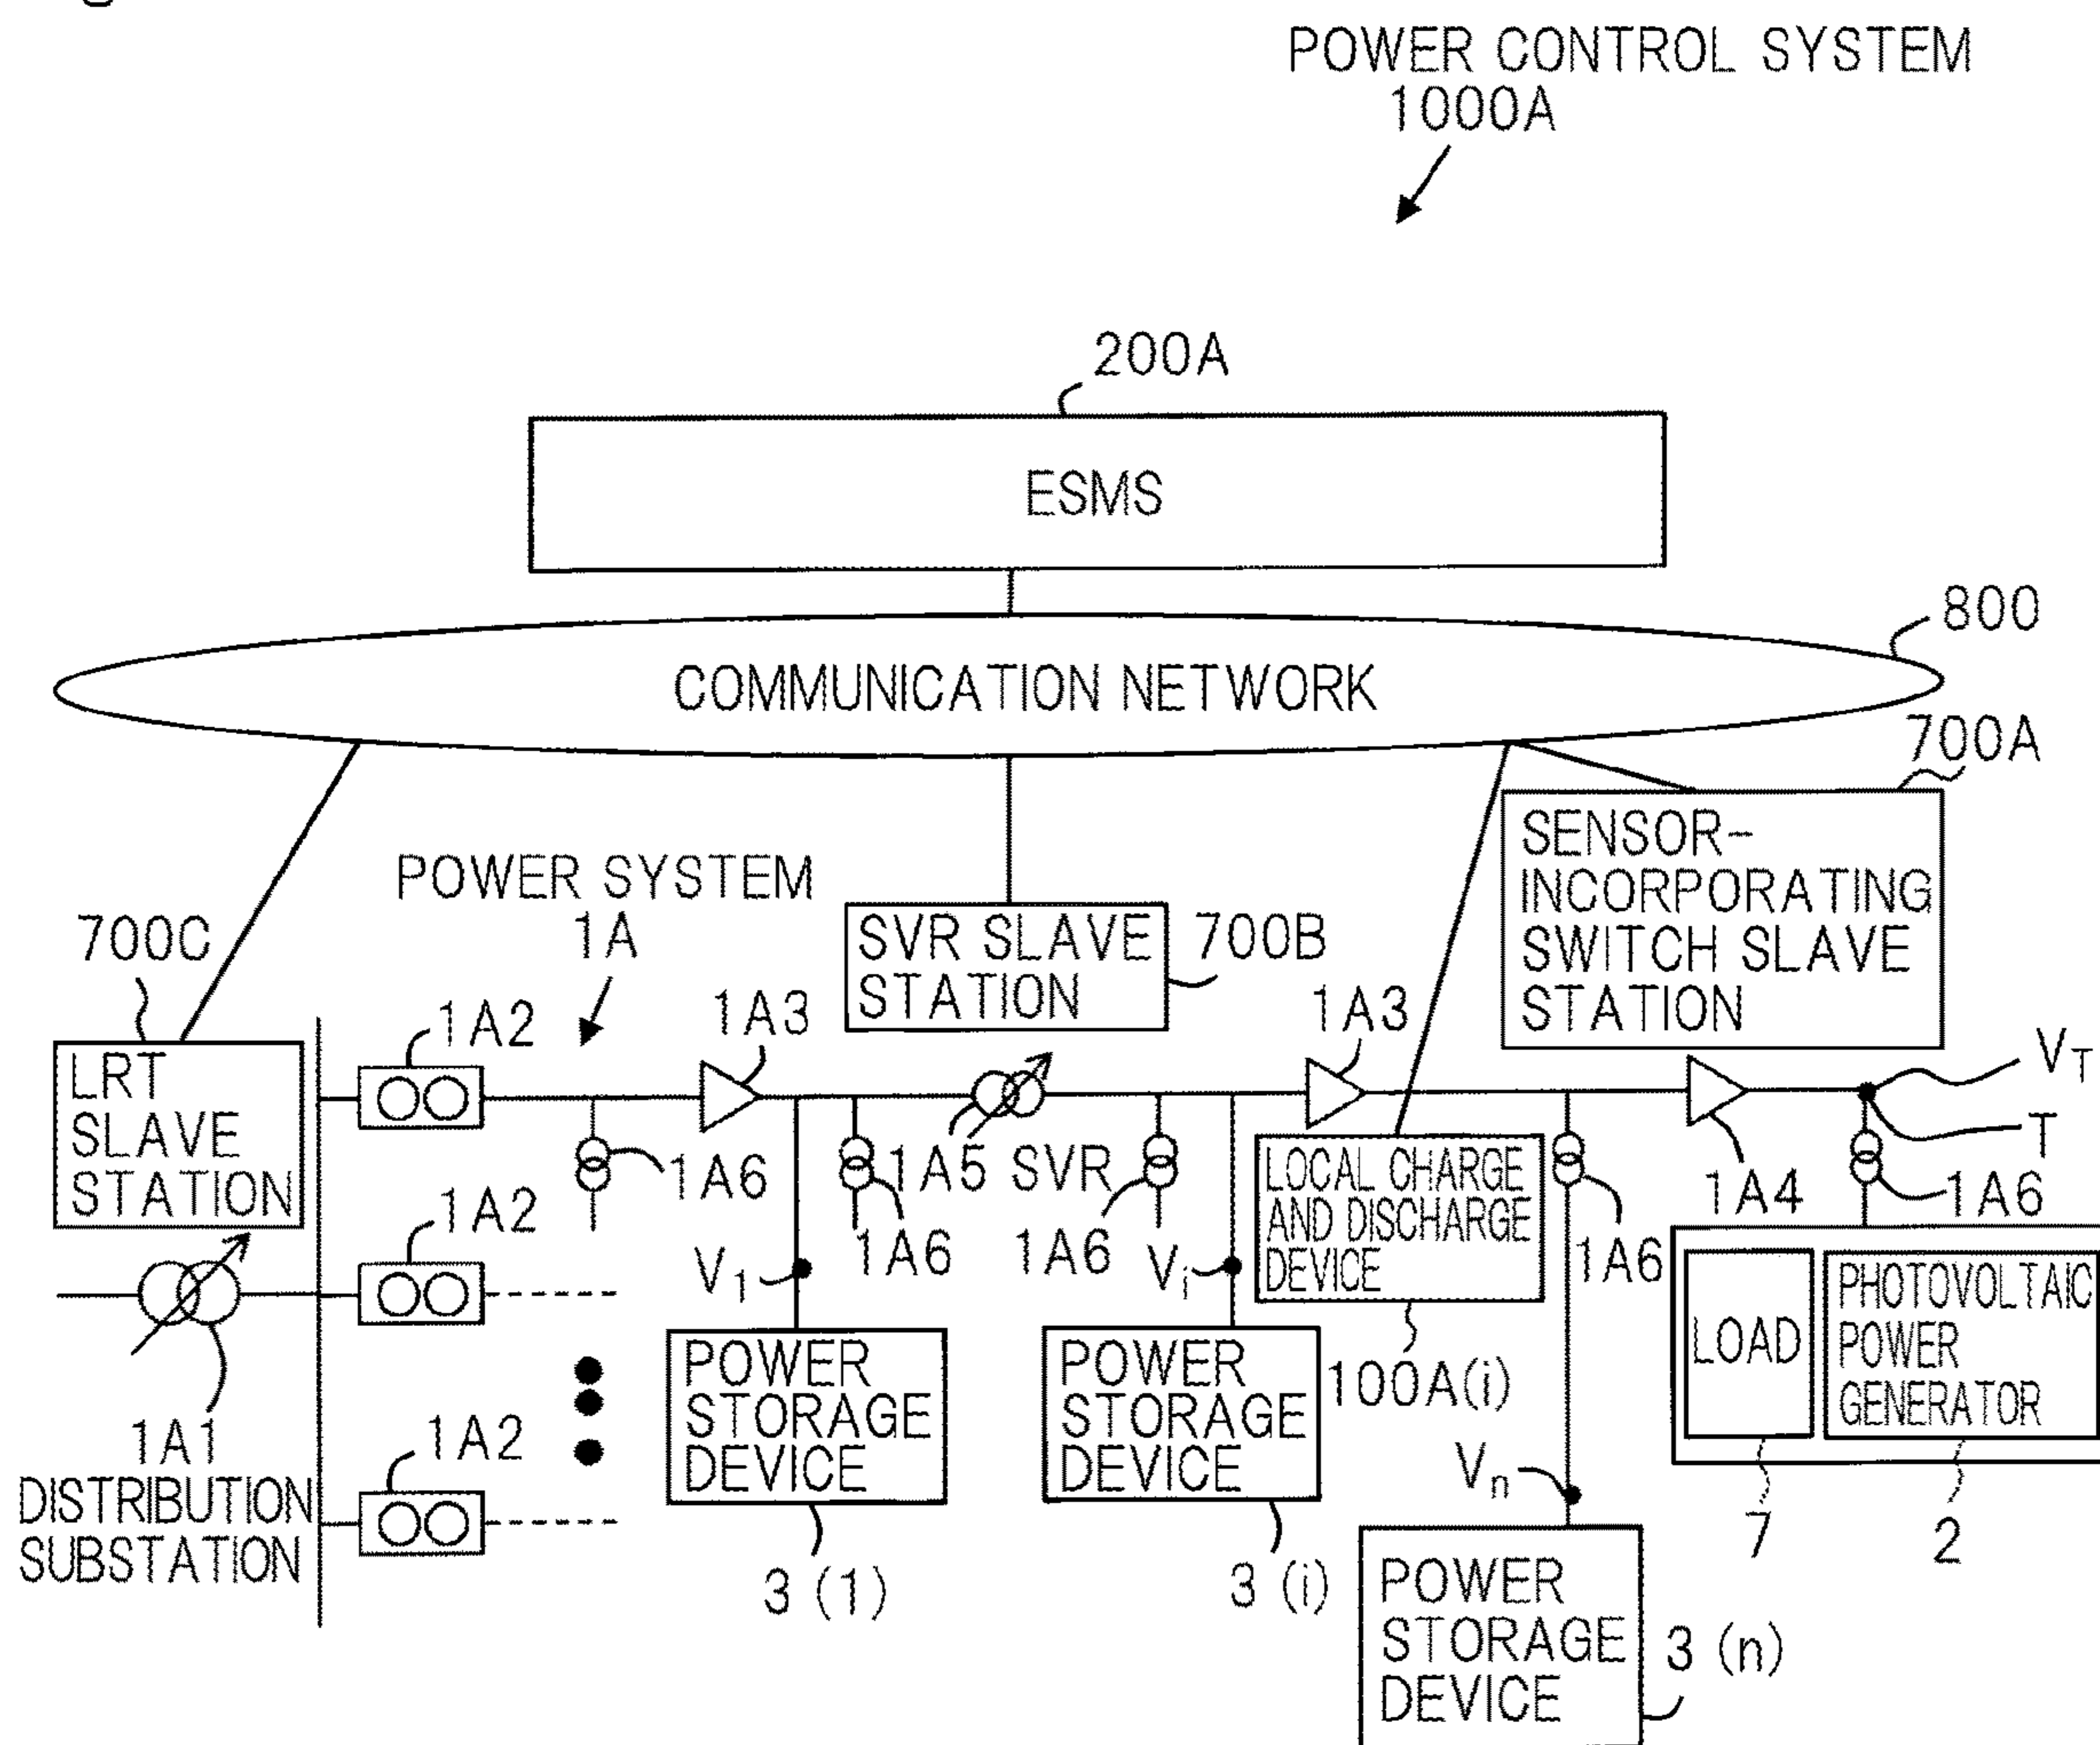 POWER CONTROL SYSTEM
1000A
200A
ESMS
800
COMMUNICATION NETWORK
700A
SENSOR-
INCORPORATING
SWITCH SLAVE
STATION
POWER SYSTEM
1A
700C
SVR SLAVE
STATION
700B
1A2
1A3
1A3
LRT
SLAVE
STATION
VT
T
1A6
1A5 SVR
1A6
1A6
LOCAL CHARGE
AND DISCHARGE
DEVICE
1A6
1A4
1A6
1A2
V1
Vi
100A(i)
LOAD
PHOTOVOLTAIC
POWER
GENERATOR
1A1
DISTRIBUTION
SUBSTATION
1A2
POWER
STORAGE
DEVICE
POWER
STORAGE
DEVICE
Vn
7
2
3 (1)
3 (i)
POWER
STORAGE
DEVICE
3 (n)